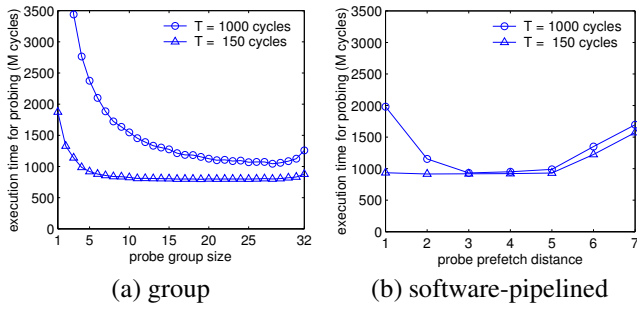 3500
3000
2500
2000
1500
1000
500
0
execution time for probing (M cycles)
T = 1000 cycles
T = 150 cycles
1 5 10 15 20 25 32
probe group size
(a) group
3500
3000
2500
2000
1500
1000
500
0
execution time for probing (M cycles)
T = 1000 cycles
T = 150 cycles
1 2 3 4 5 6 7
probe prefetch distance
(b) software-pipelined